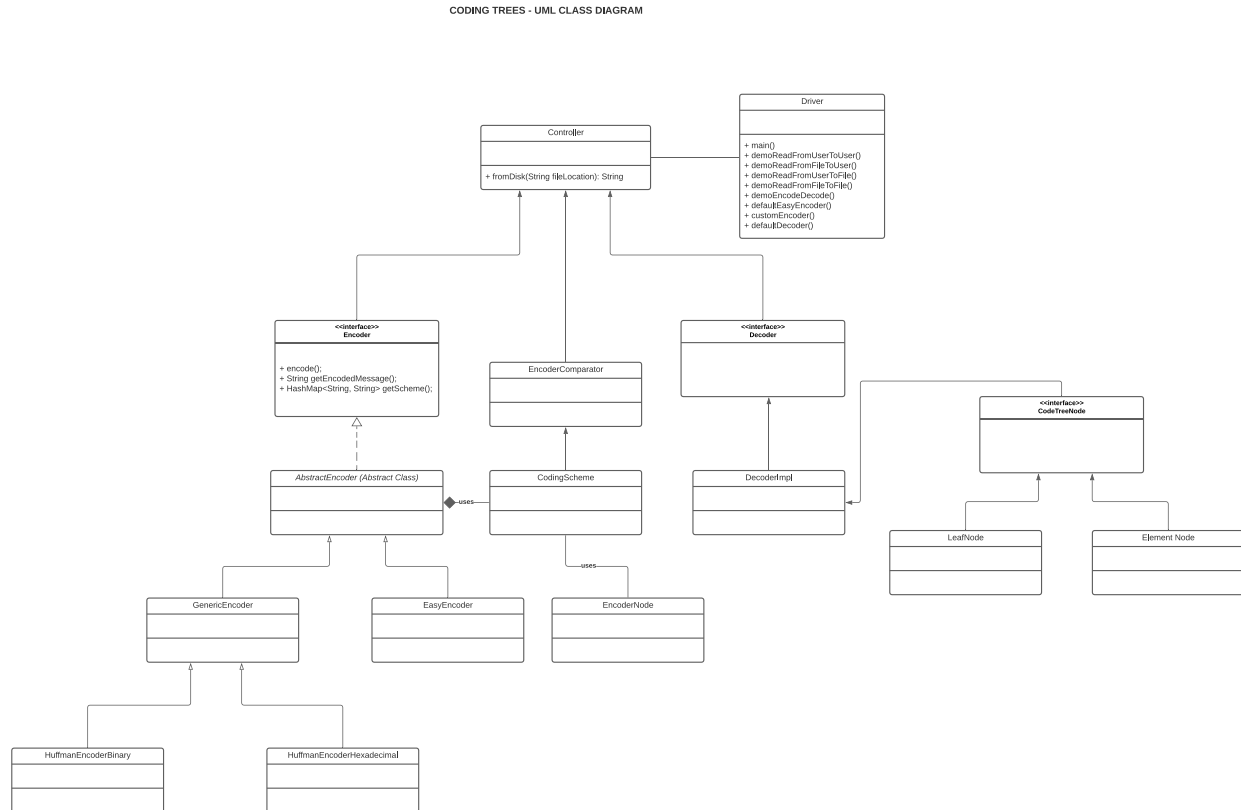 CODING TREES - UML CLASS DIAGRAM
Driver
+ main()
+ demoReadFromUserToUser()
+ demoReadFromFileToUser()
+ demoReadFromUserToFile()
+ demoReadFromFileToFile()
+ demoEncodeDecode()
+ defaultEasyEncoder()
+ customEncoder()
+ defaultDecoder()
Controller
+ fromDisk(String fileLocation): String
<<interface>>
Encoder
+ encode();
+ String getEncodedMessage();
+ HashMap<String, String> getScheme();
EncoderComparator
<<interface>>
Decoder
<<interface>>
CodeTreeNode
AbstractEncoder (Abstract Class)
uses
CodingScheme
DecoderImpl
LeafNode
Element Node
uses
GenericEncoder
EasyEncoder
EncoderNode
HuffmanEncoderBinary
HuffmanEncoderHexadecimal